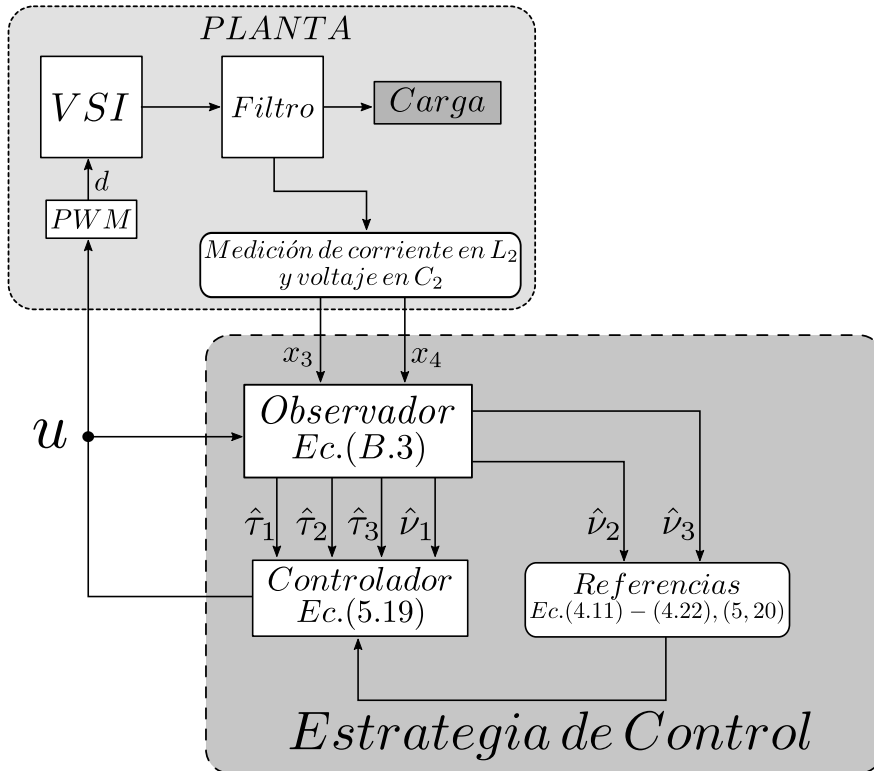 PLANTA
VSI
Filtro
Carga
d
PWM
Medición de corriente en L₂
y voltaje en C₂
x₃
x₄
Observador
Ec.(B.3)
u
τ̂₁
τ̂₂
τ̂₃
ν̂₁
ν̂₂
ν̂₃
Controlador
Ec.(5.19)
Referencias
Ec.(4.11) − (4.22), (5, 20)
Estrategia de Control